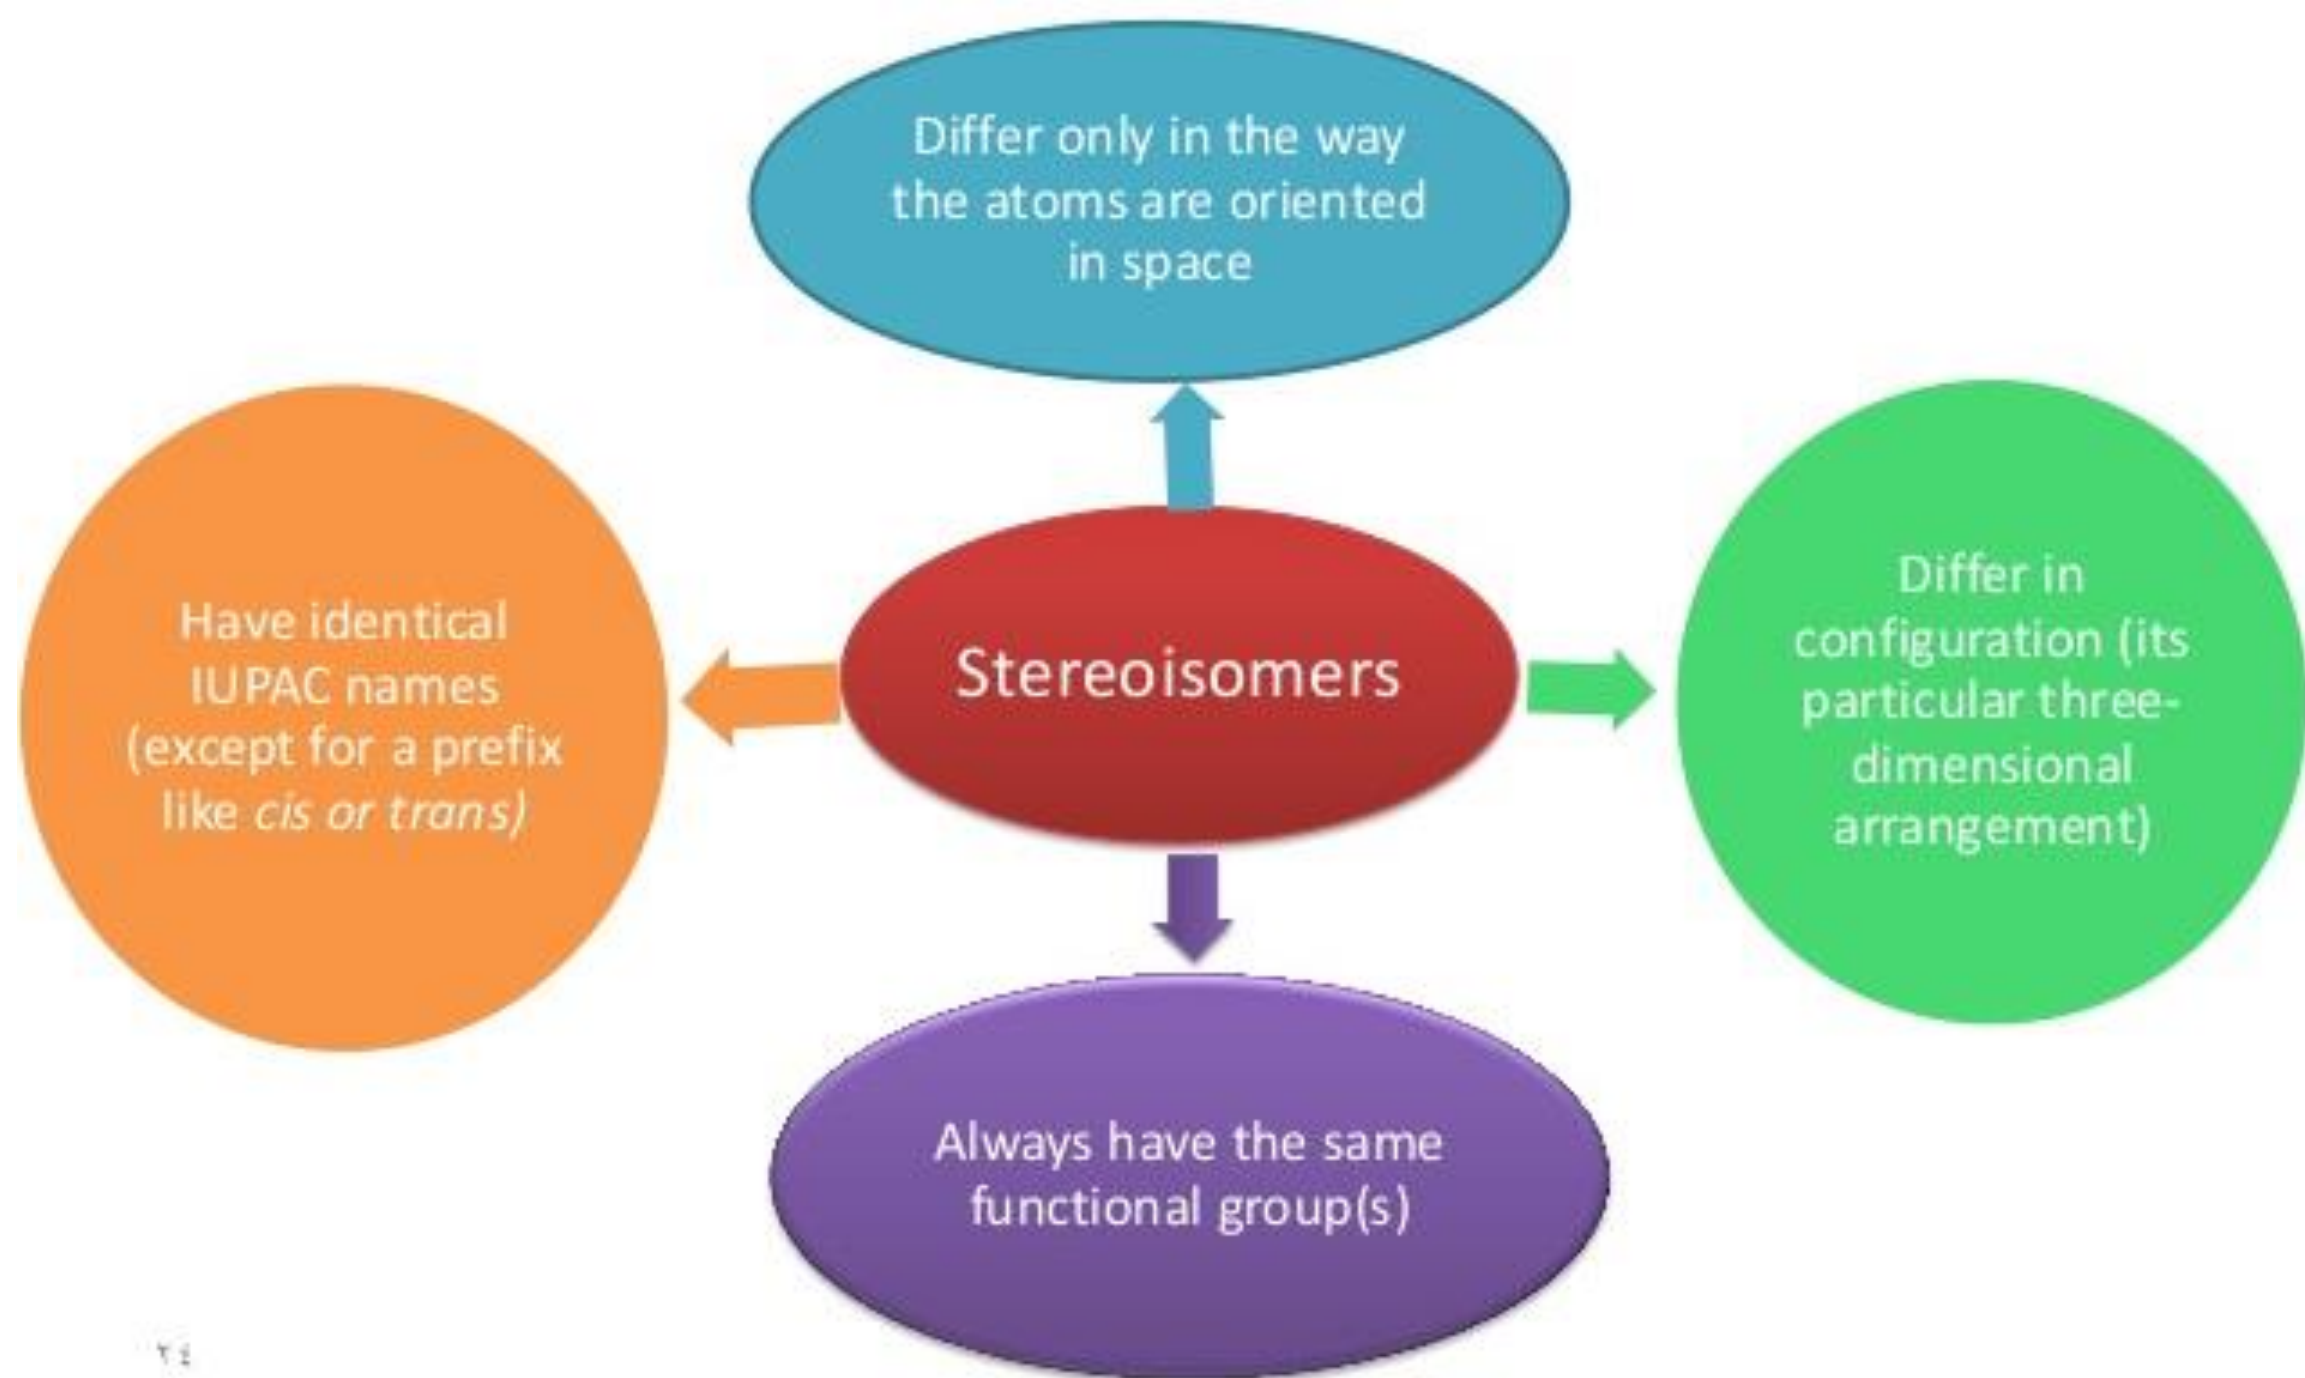 Differ only in the way
the atoms are oriented
in space
Have identical
IUPAC names
(except for a prefix
like cis or trans)
Stereoisomers
Differ in
configuration (its
particular three-
dimensional
arrangement)
Always have the same
functional group(s)
٢٤